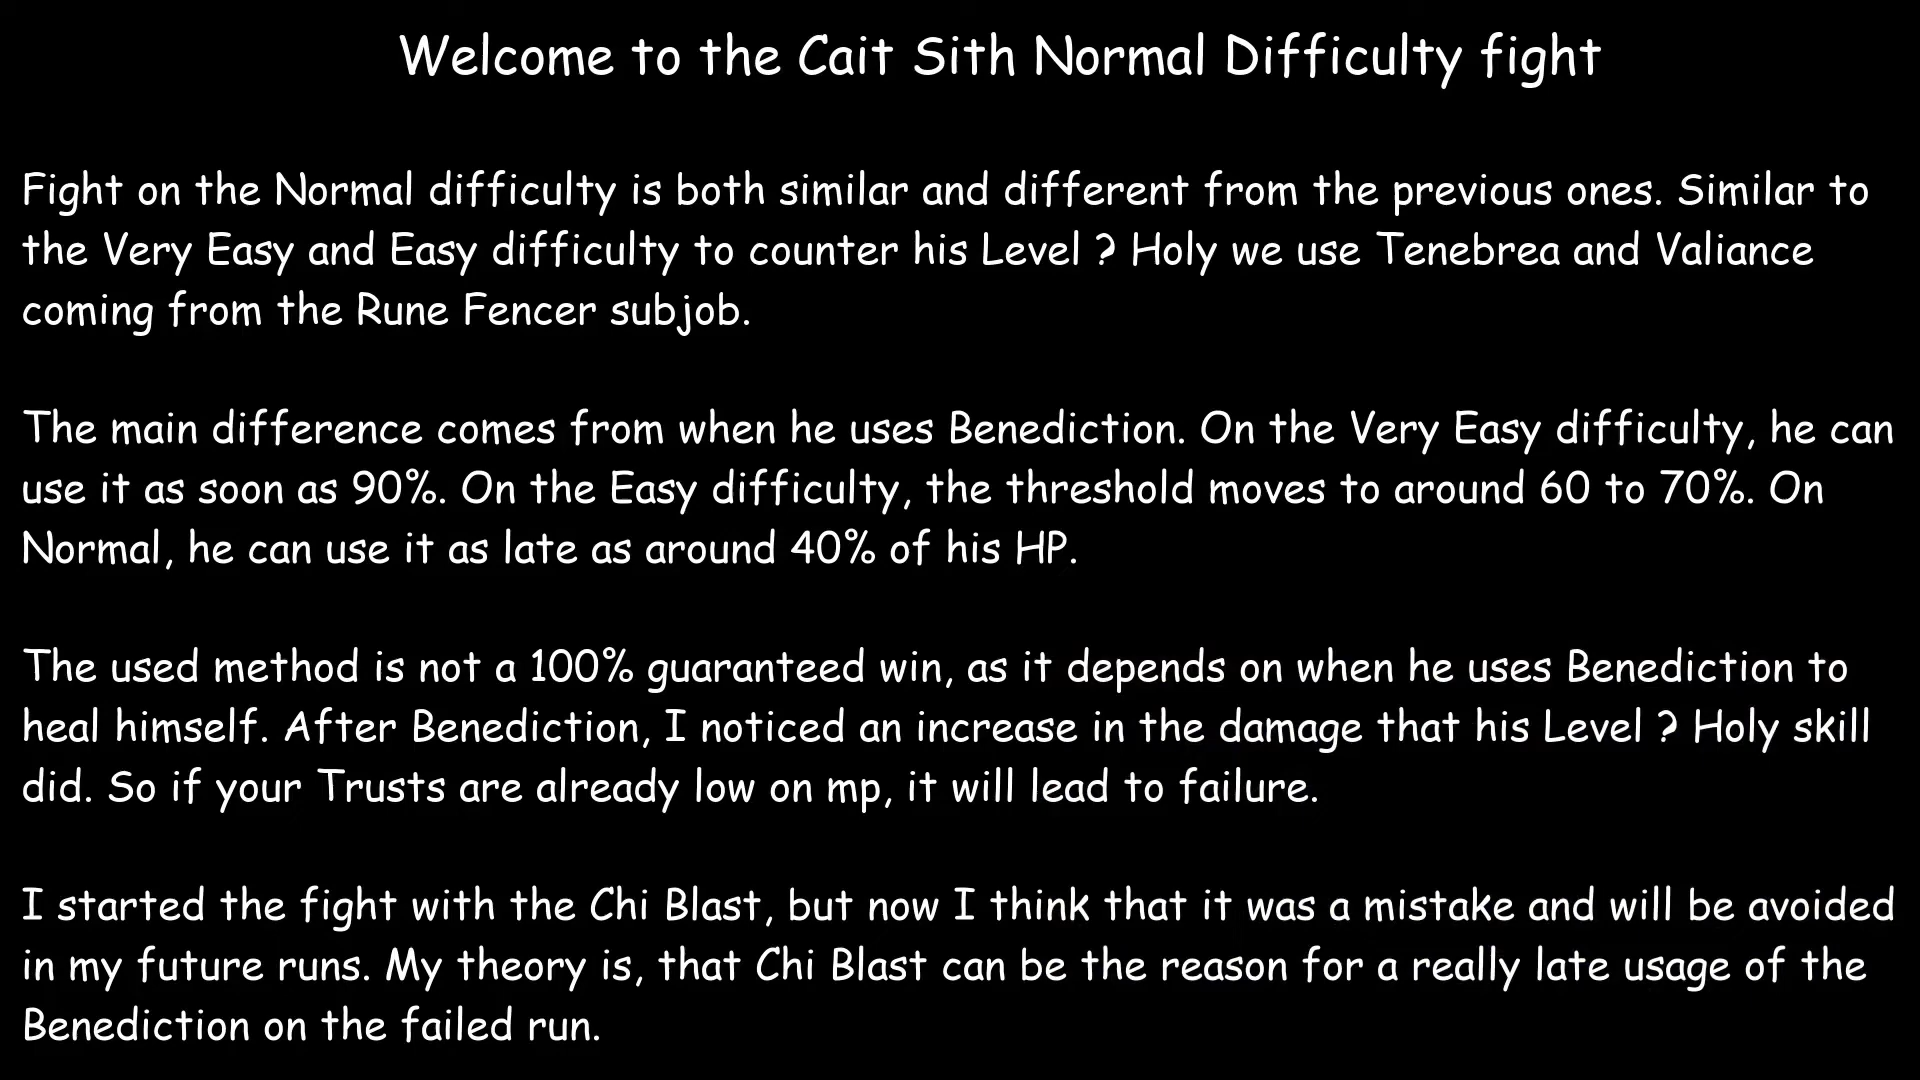 Welcome to the Cait Sith Normal Difficulty fight
Fight on the Normal difficulty is both similar and different from the previous ones. Similar to
the Very Easy and Easy difficulty to counter his Level ? Holy we use Tenebrea and Valiance
coming from the Rune Fencer subjob.
The main difference comes from when he uses Benediction. On the Very Easy difficulty, he can
use it as soon as 90%. On the Easy difficulty, the threshold moves to around 60 to 70%. On
Normal, he can use it as late as around 40% of his HP.
The used method is not a 100% guaranteed win, as it depends on when he uses Benediction to
heal himself. After Benediction, I noticed an increase in the damage that his Level ? Holy skill
did. So if your Trusts are already low on mp, it will lead to failure.
I started the fight with the Chi Blast, but now I think that it was a mistake and will be avoided
in my future runs. My theory is, that Chi Blast can be the reason for a really late usage of the
Benediction on the failed run.